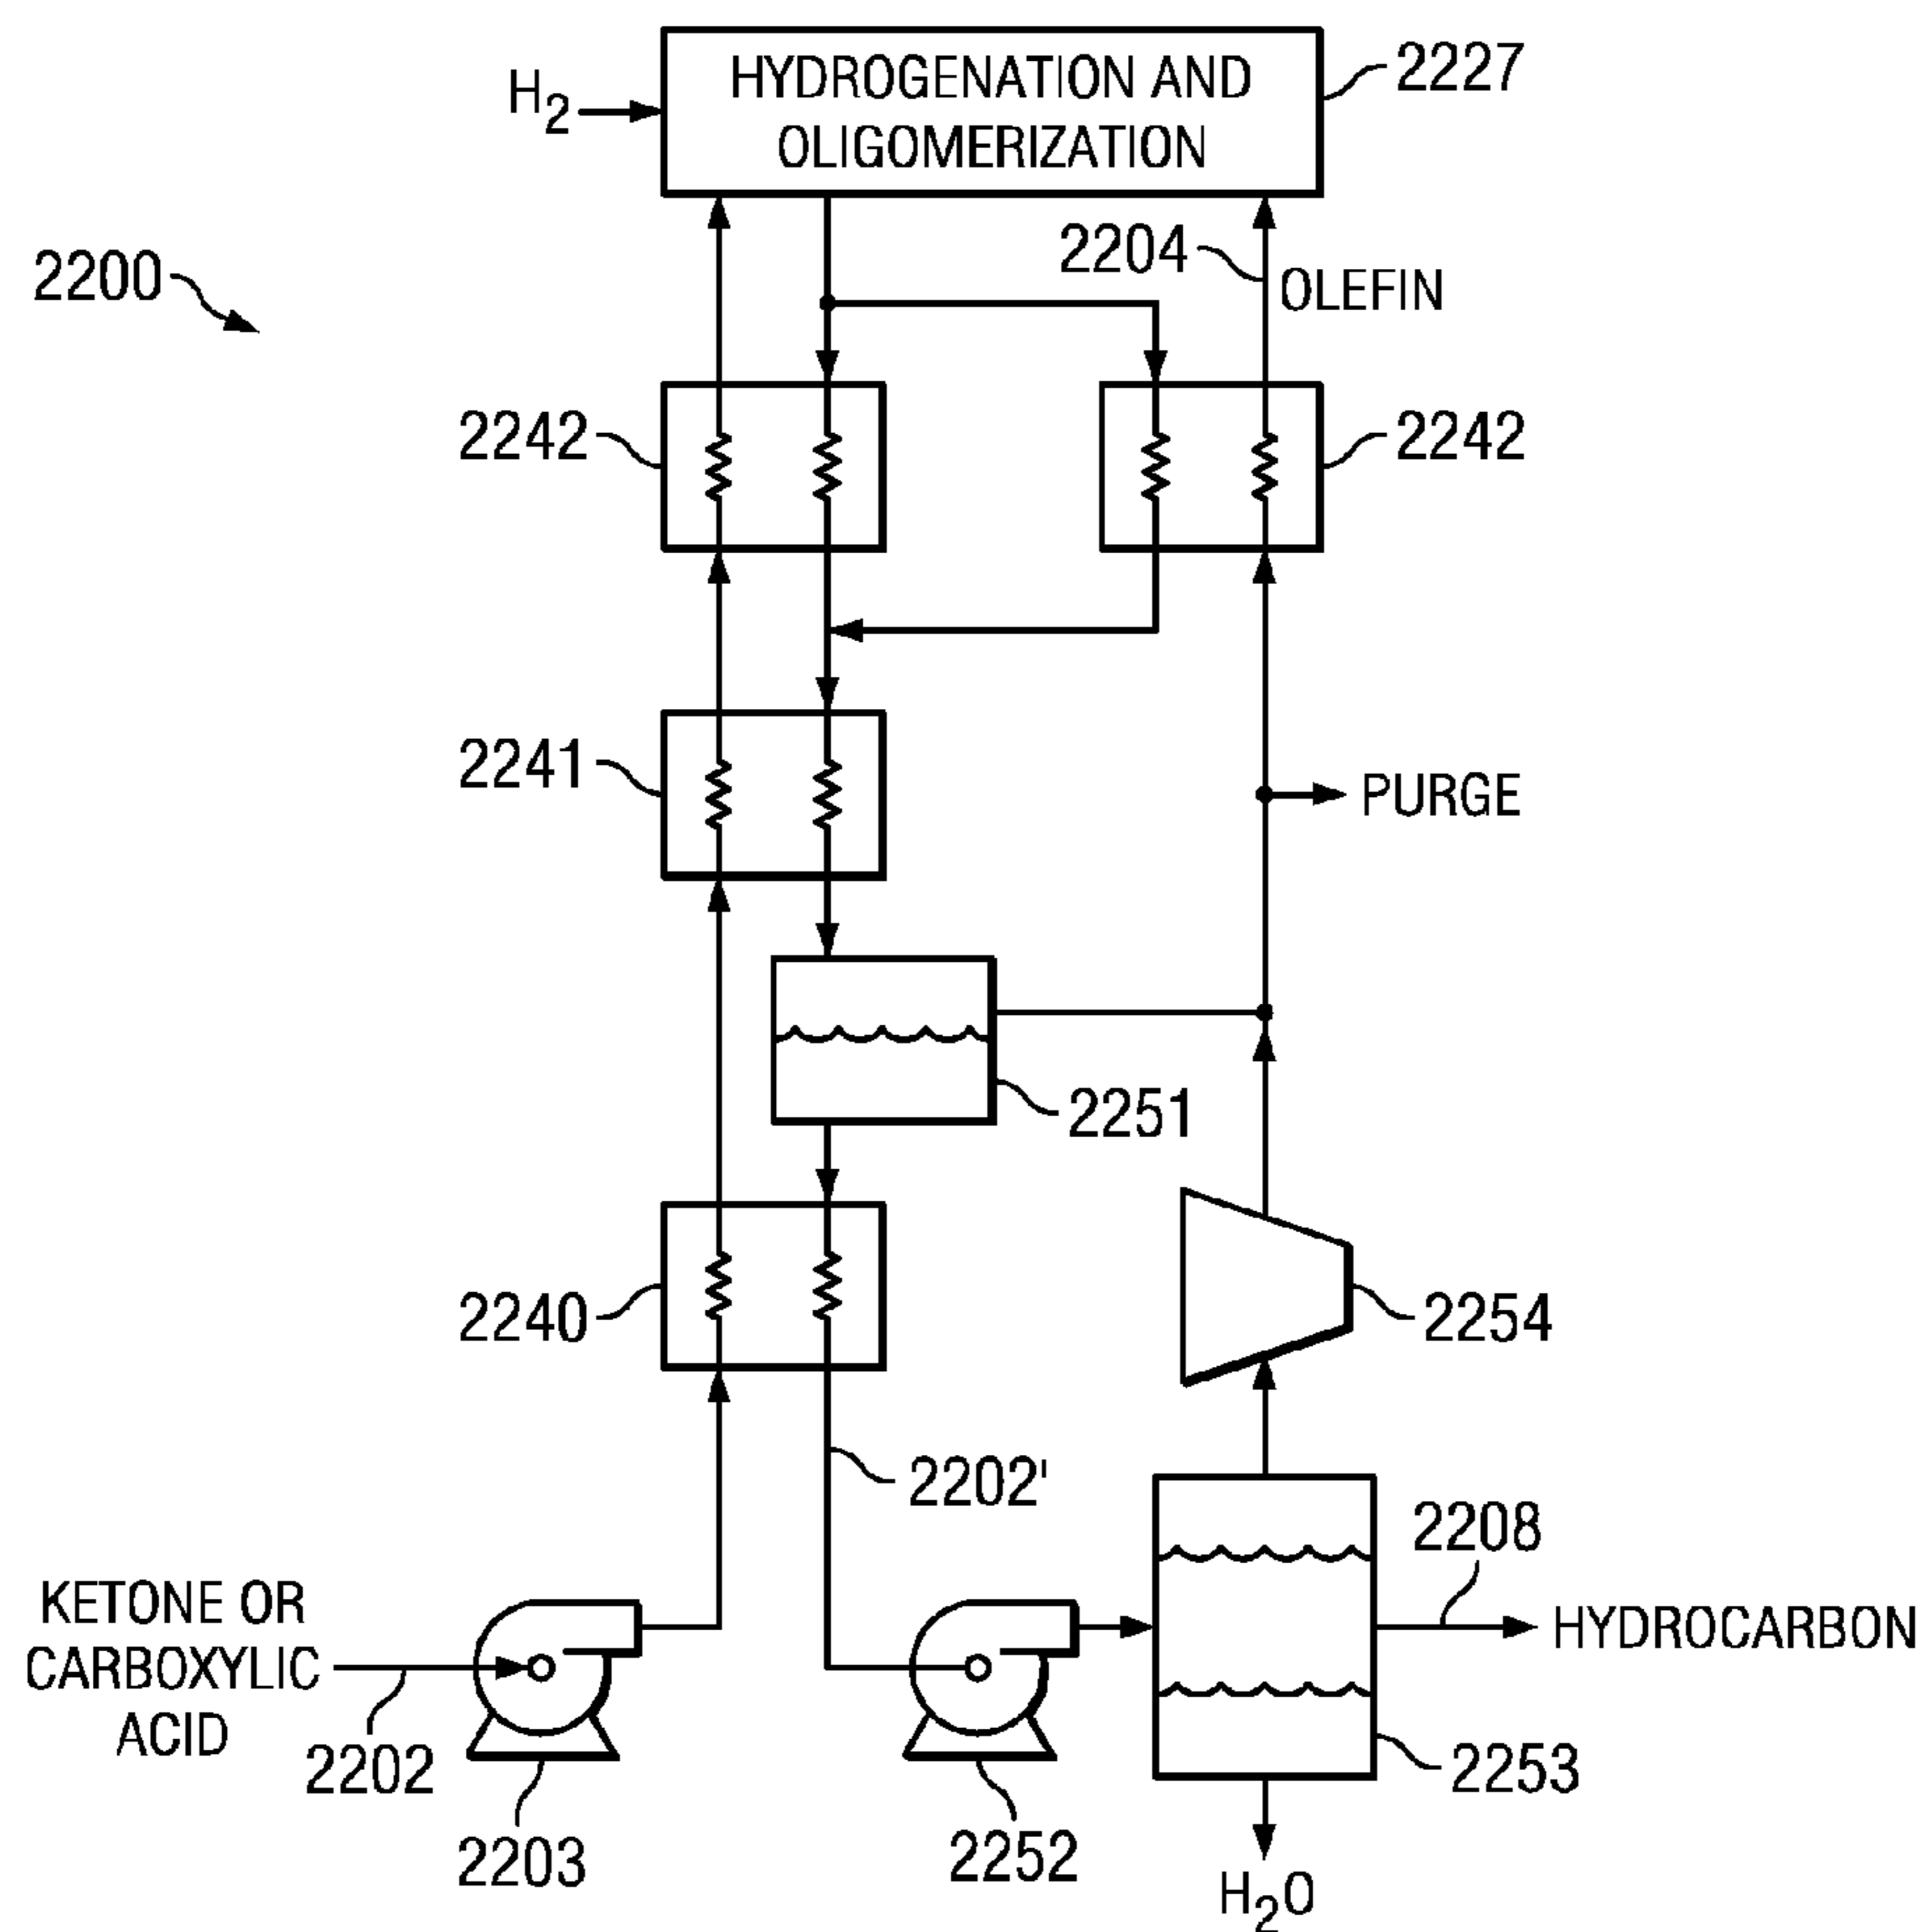 HYDROGENATION AND
OLIGOMERIZATION
2227
H2
2204
OLEFIN
2200
2242
2242
2241
PURGE
2251
2240
2254
2202'
2208
KETONE OR
CARBOXYLIC
ACID
HYDROCARBON
2202
2253
2203
2252
H2O